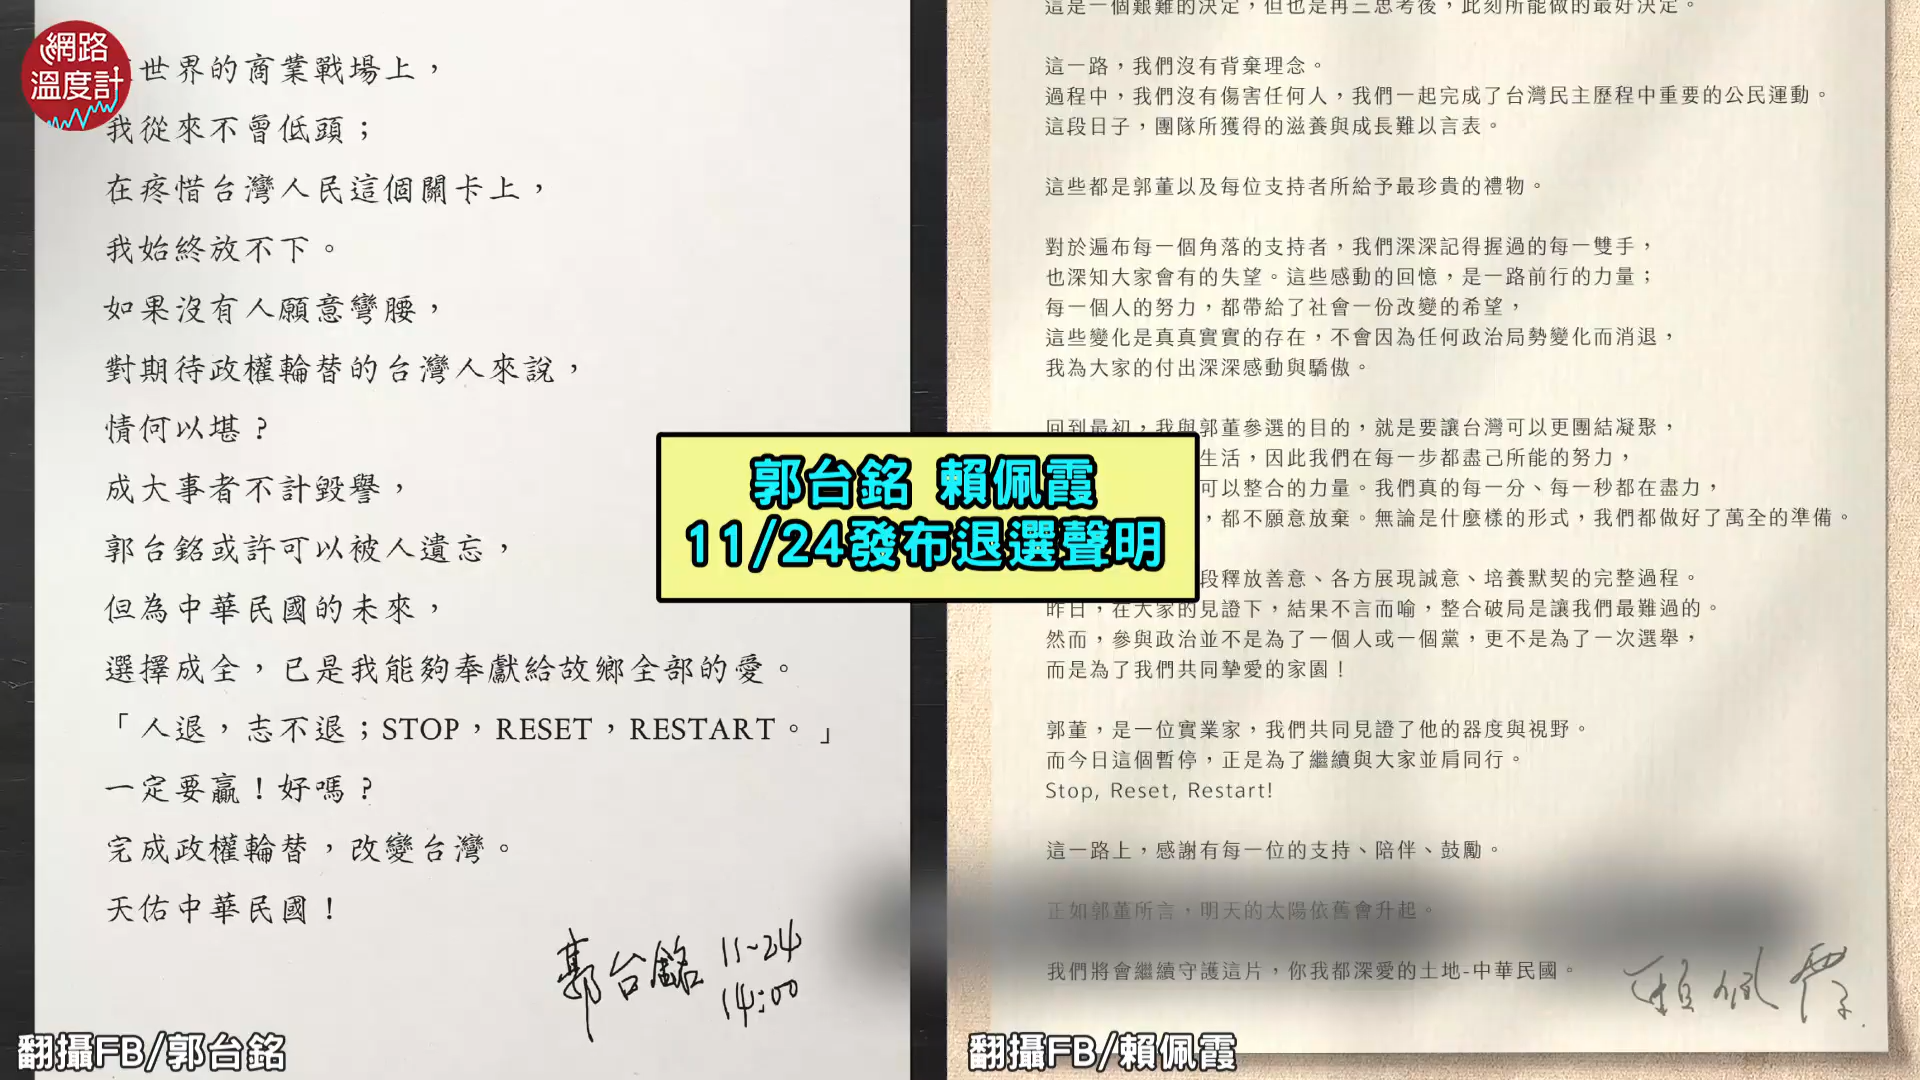 網路
溫度計
世界的商業戰場上，
我從來不曾低頭；
在疼惜台灣人民這個關卡上，
我始終放不下。
如果沒有人願意彎腰，
對期待政權輪替的台灣人來說，
情何以堪？
成大事者不計毀譽，
郭台銘或許可以被人遺忘，
但為中華民國的未來，
選擇成全，已是我能夠奉獻給故鄉全部的愛。
「人退，志不退；STOP，RESET，RESTART。」
一定要贏！好嗎？
完成政權輪替，改變台灣。
天佑中華民國！
郭台銘 11-24
14:00
翻攝FB/郭台銘
郭台銘 賴佩霞
11/24發布退選聲明
這是一個艱難的決定，但也是再三思考後，此刻所能做的最好決定。
這一路，我們沒有背棄理念。
過程中，我們沒有傷害任何人，我們一起完成了台灣民主歷程中重要的公民運動。
這段日子，團隊所獲得的滋養與成長難以言表。
這些都是郭董以及每位支持者所給予最珍貴的禮物。
對於遍布每一個角落的支持者，我們深深記得握過的每一雙手，
也深知大家會有的失望。這些感動的回憶，是一路前行的力量；
每一個人的努力，都帶給了社會一份改變的希望，
這些變化是真真實實的存在，不會因為任何政治局勢變化而消退，
我為大家的付出深深感動與驕傲。
回到最初，我與郭董參選的目的，就是要讓台灣可以更團結凝聚，
生活，因此我們在每一步都盡己所能的努力，
可以整合的力量。我們真的每一分、每一秒都在盡力，
，都不願意放棄。無論是什麼樣的形式，我們都做好了萬全的準備。
段釋放善意、各方展現誠意、培養默契的完整過程。
昨日，在大家的見證下，結果不言而喻，整合破局是讓我們最難過的。
然而，參與政治並不是為了一個人或一個黨，更不是為了一次選舉，
而是為了我們共同摯愛的家園！
郭董，是一位實業家，我們共同見證了他的器度與視野。
而今日這個暫停，正是為了繼續與大家並肩同行。
Stop, Reset, Restart!
這一路上，感謝有每一位的支持、陪伴、鼓勵。
正如郭董所言，明天的太陽依舊會升起。
我們將會繼續守護這片，你我都深愛的土地-中華民國。
賴佩霞
翻攝FB/賴佩霞